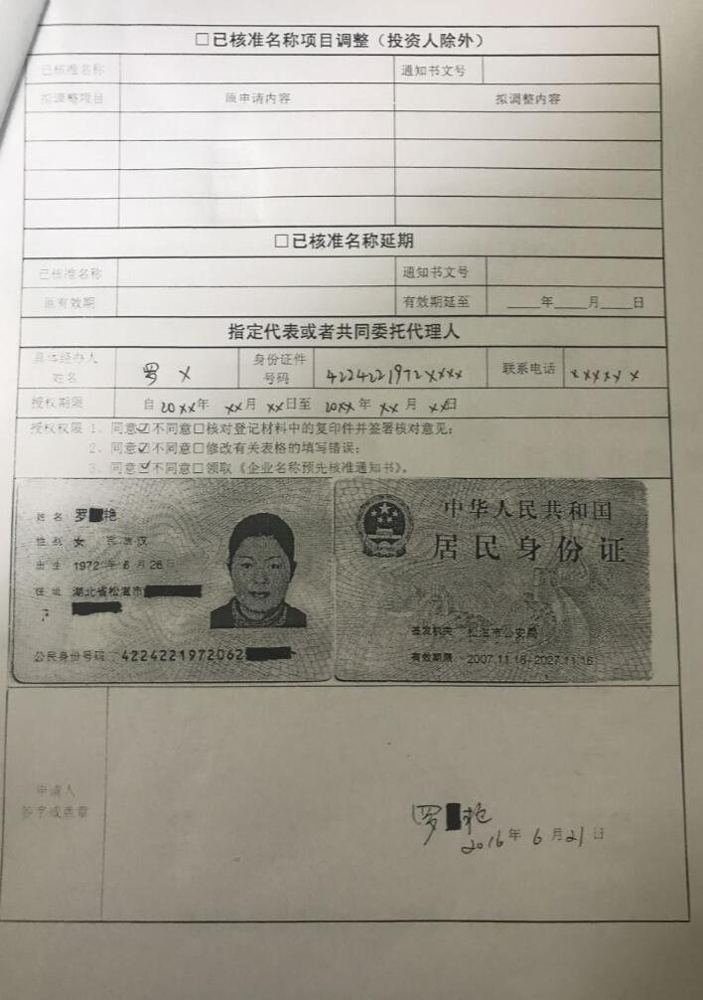 □已核准名称项目调整（投资人除外）
已核准名称 通知书文号
拟调整项目 原申请内容 拟调整内容
□已核准名称延期
已核准名称 通知书文号
原有效期 有效期延至 ____年____月____日
指定代表或者共同委托代理人
具体经办人姓名 罗 X 身份证件号码 4224221972XXXX 联系电话 XXXXX X
授权期限 自20XX年 XX月 XX日至 20XX年 XX月 XX日
授权权限 1、同意☑不同意□核对登记材料中的复印件并签署核对意见；
2、同意☑不同意□修改有关表格的填写错误；
3、同意☑不同意□领取《企业名称预先核准通知书》。
姓名 罗 艳
性别 女 民族 汉
出生 1972年6月26日
住址 湖北省松滋市
公民身份号码 4224221972062
中华人民共和国
居民身份证
签发机关 松滋市公安局
有效期限 2007.11.16-2027.11.16
申请人
签字或盖章
罗 艳
2016年 6月21日